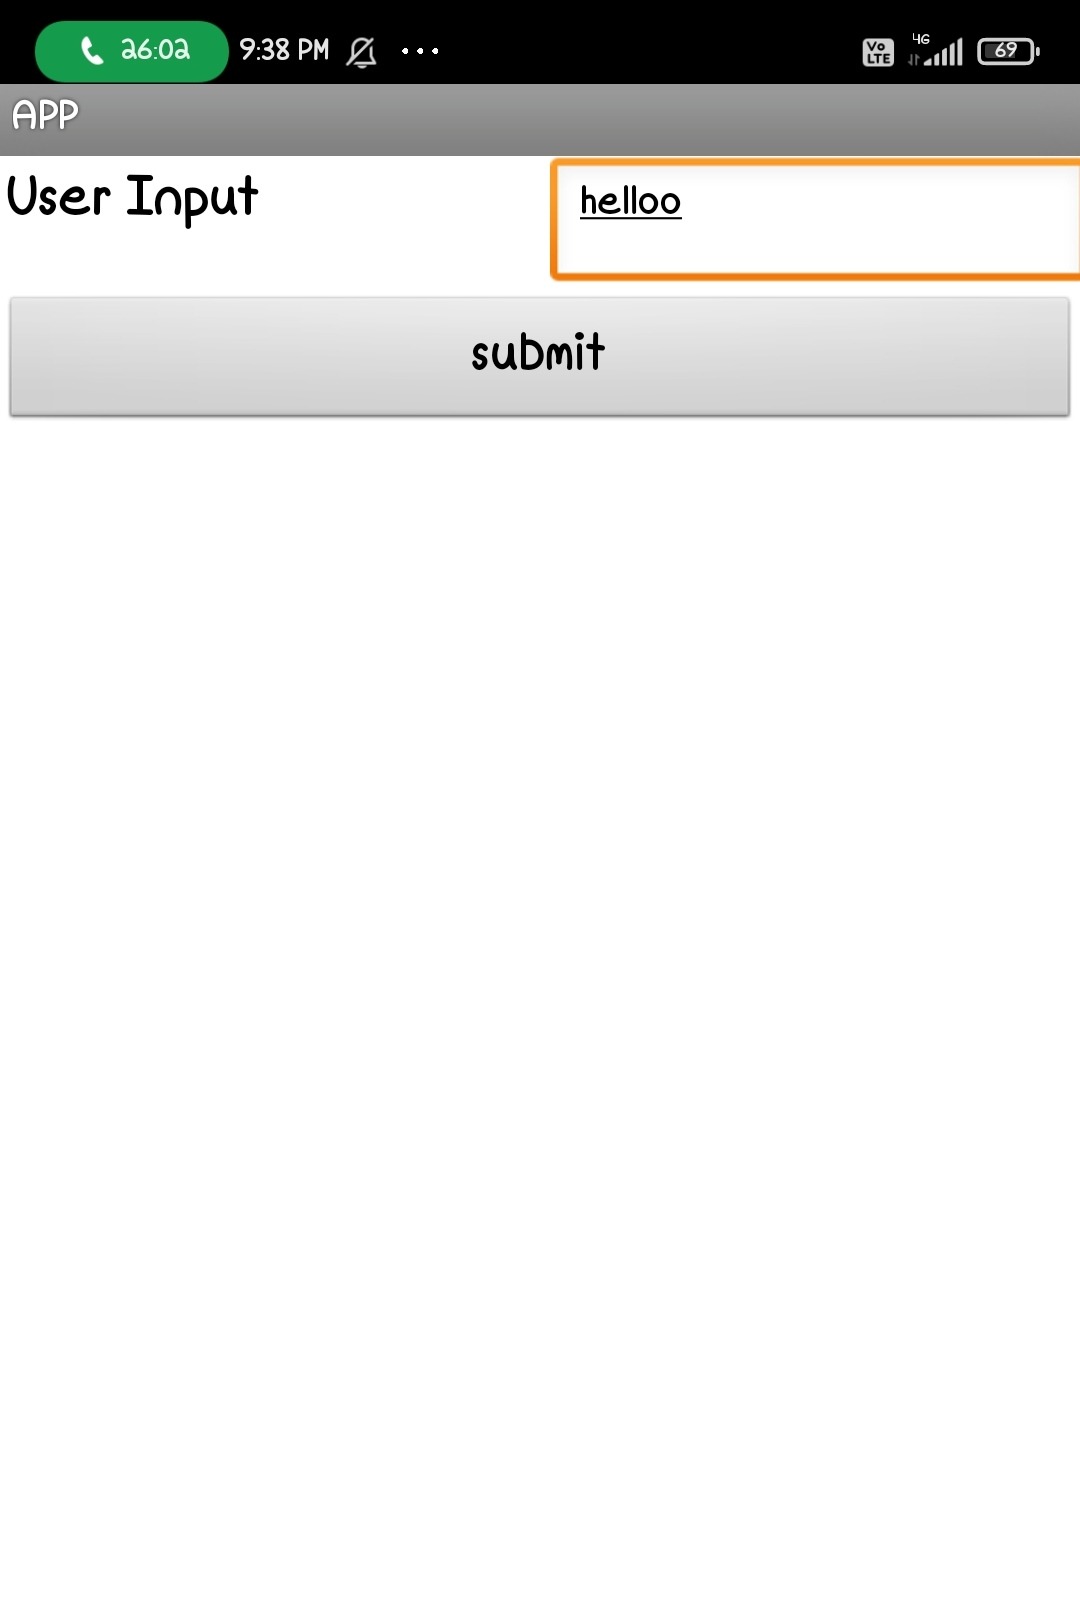 26:02 9:38 PM ... Vo LTE 4G 69
APP
User Input helloo
submit